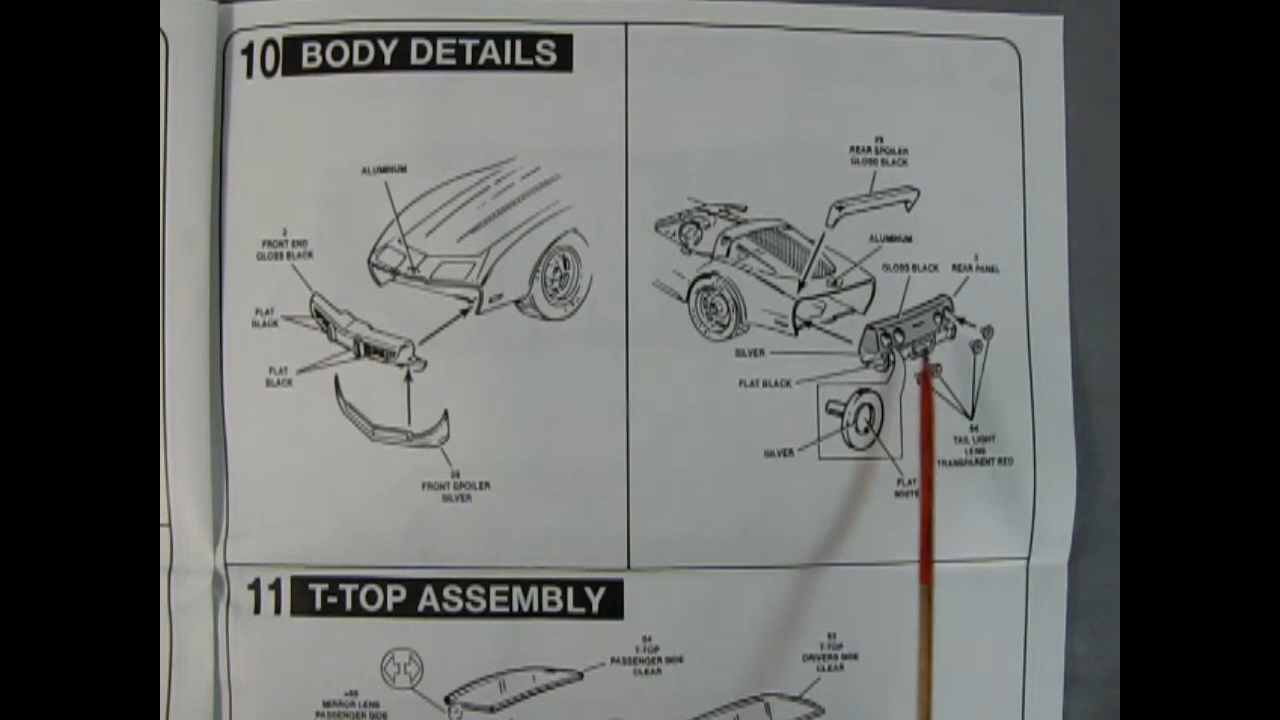 10 BODY DETAILS
ALUMINUM
FRONT END
GLOSS BLACK
FLAT
BLACK
FLAT
BLACK
FRONT SPOILER
SILVER
REAR SPOILER
GLOSS BLACK
ALUMINUM
GLOSS BLACK
REAR PANEL
SILVER
FLAT BLACK
SILVER
FLAT
WHITE
TAIL LIGHT
LENS
TRANSPARENT RED
11 T-TOP ASSEMBLY
T-TOP
PASSENGER SIDE
CLEAR
T-TOP
DRIVERS SIDE
CLEAR
MIRROR LENS
PASSENGER SIDE